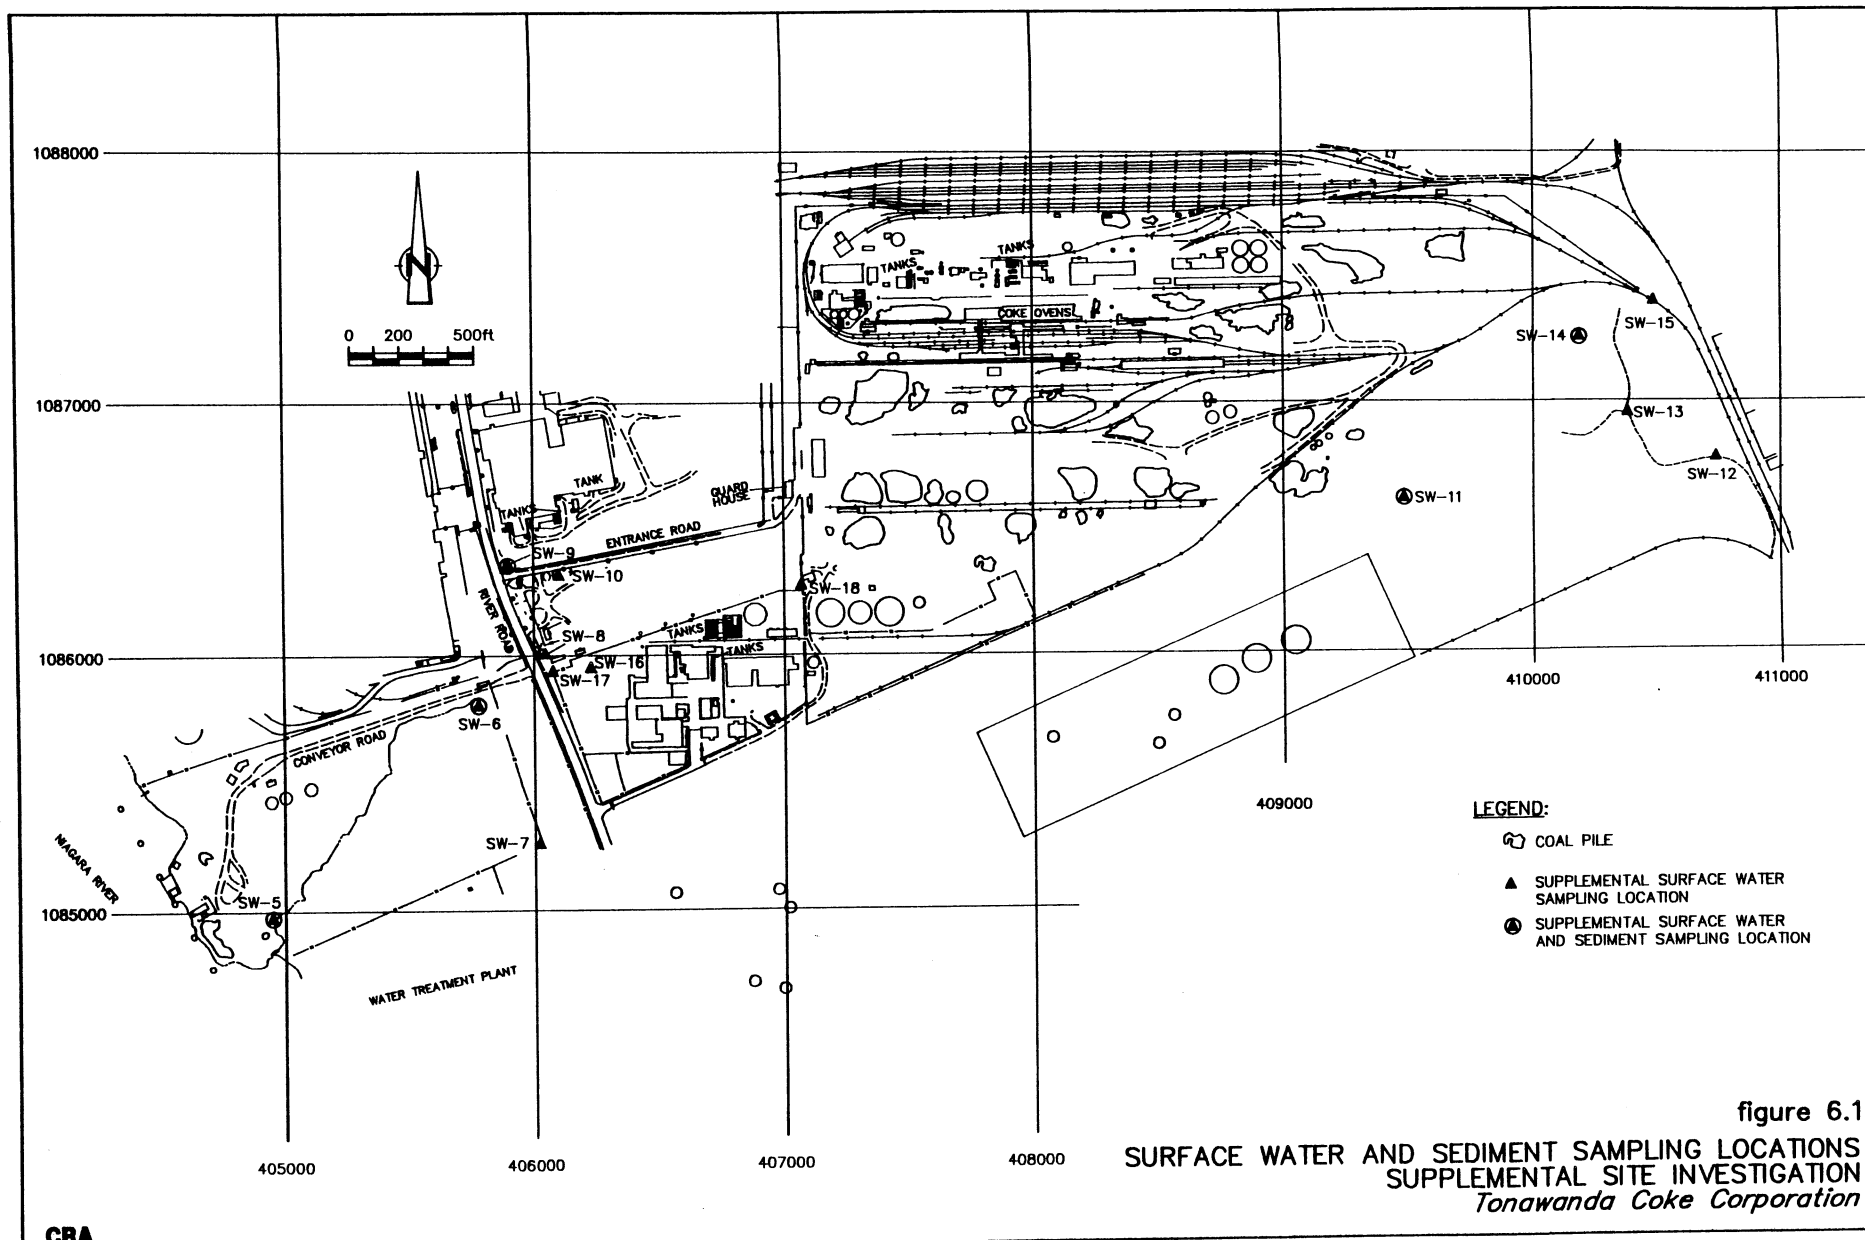 1088000
0 200 500ft
1087000
TANKS
TANKS
COKE OVENS
SW-15
SW-14
SW-13
SW-12
SW-11
TANK
TANKS
GUARD
HOUSE
ENTRANCE ROAD
SW-9
SW-10
SW-18
RIVER ROAD
SW-8
TANKS
TANKS
1086000
SW-16
SW-17
SW-6
410000
411000
CONVEYOR ROAD
409000
SW-7
NIAGARA RIVER
SW-5
1085000
WATER TREATMENT PLANT
LEGEND:
COAL PILE
SUPPLEMENTAL SURFACE WATER
SAMPLING LOCATION
SUPPLEMENTAL SURFACE WATER
AND SEDIMENT SAMPLING LOCATION
405000
406000
407000
408000
figure 6.1
SURFACE WATER AND SEDIMENT SAMPLING LOCATIONS
SUPPLEMENTAL SITE INVESTIGATION
Tonawanda Coke Corporation
CRA